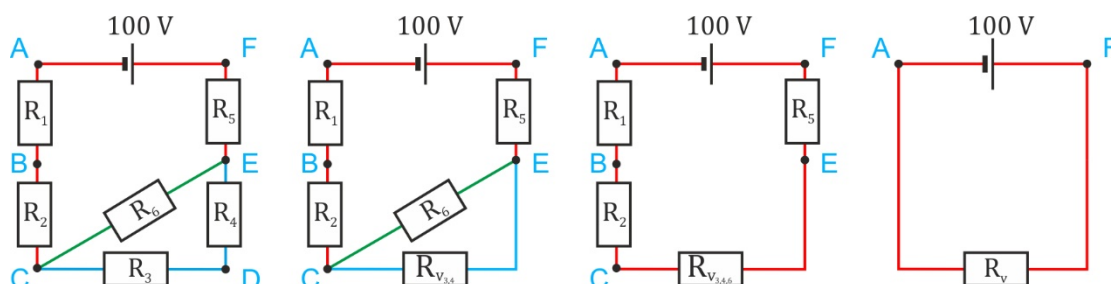 100 V 100 V 100 V 100 V
A F A F A F A F
R₁ R₅ R₁ R₅ R₁ R₅
B E B E B E
R₂ R₆ R₄ R₂ R₆ R₂
C R₃ D C Rᵥ₃,₄ C Rᵥ₃,₄,₆ Rᵥ